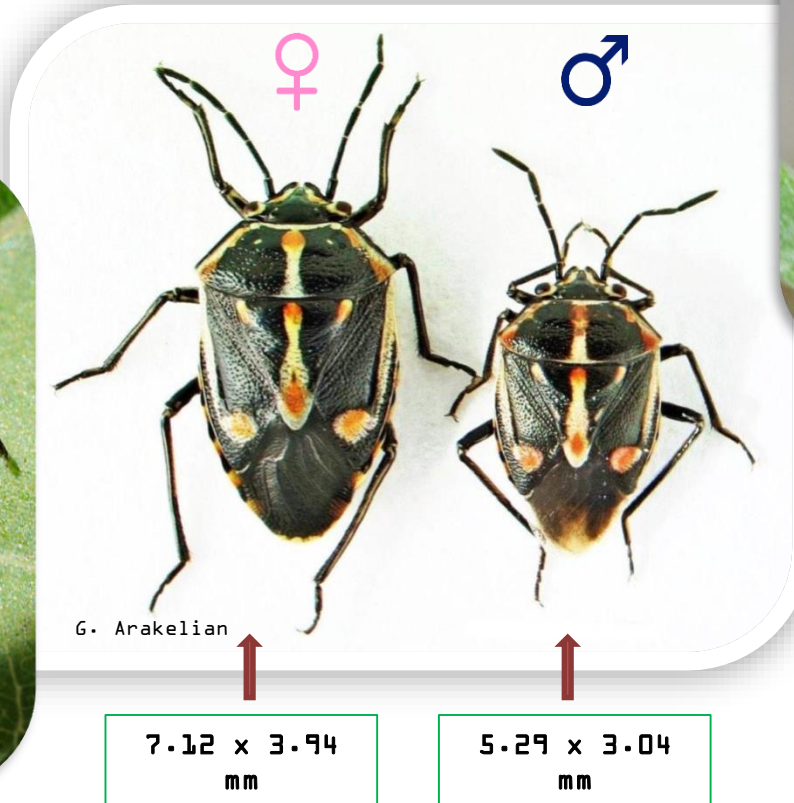 ♀ ♂
G. Arakelian
7.12 x 3.94
mm
5.29 x 3.04
mm